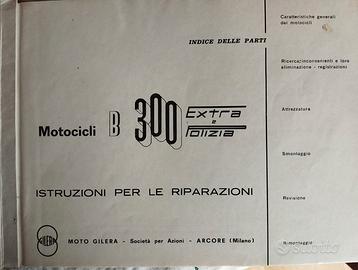 INDICE DELLE PARTI
Motocicli B 300 Extra e Polizia
ISTRUZIONI PER LE RIPARAZIONI
GILERA
MOTO GILERA - Società per Azioni - ARCORE (Milano)
Caratteristiche generali
dei motocicli
Ricerca inconvenienti e loro
eliminazione - registrazioni
Attrezzatura
Smontaggio
Revisione
Rimontaggio